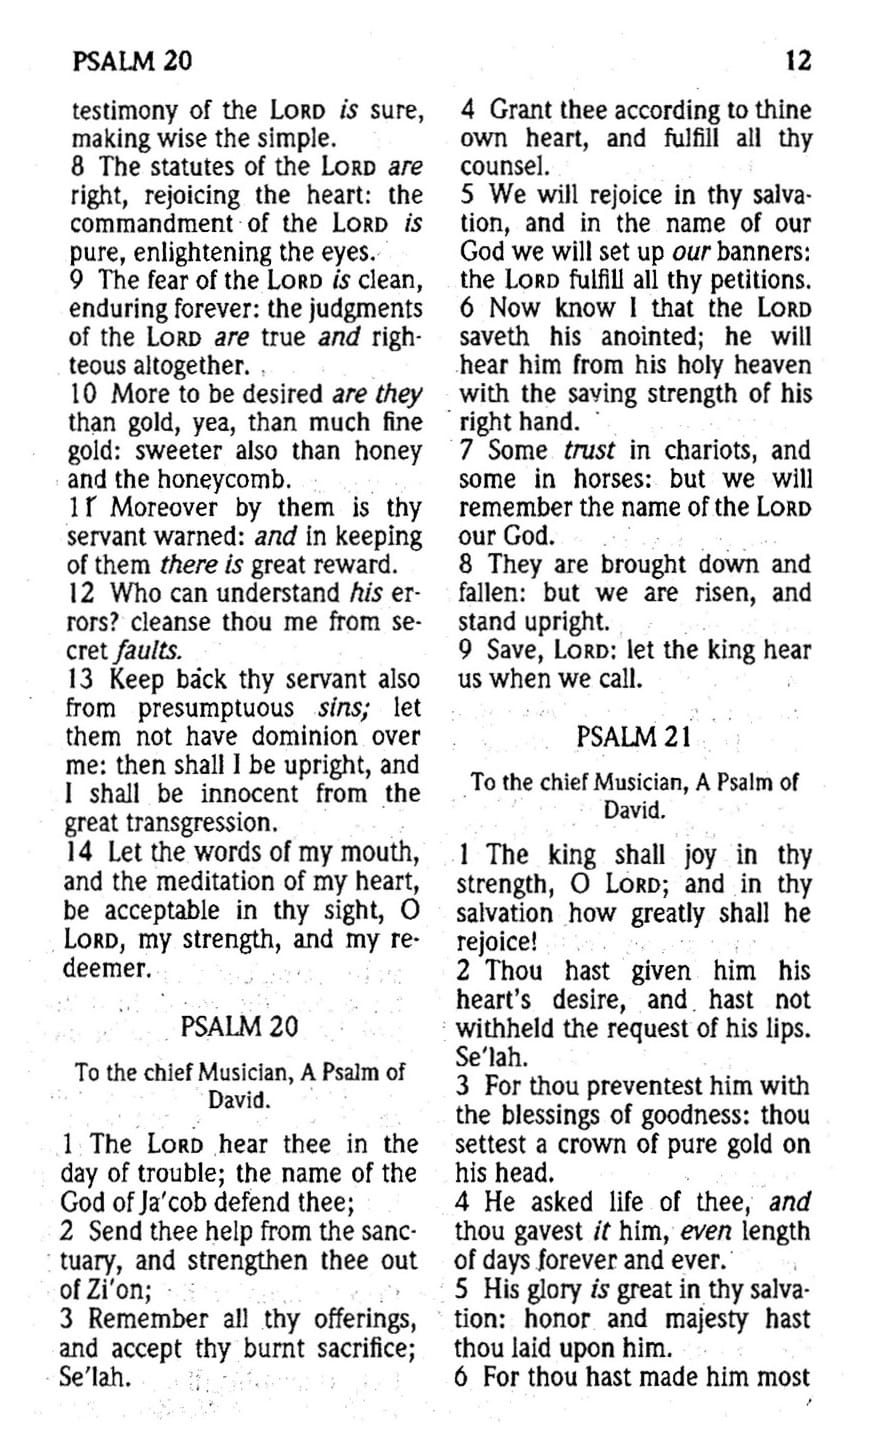 PSALM 20
12
testimony of the LORD is sure,
making wise the simple.
8 The statutes of the LORD are
right, rejoicing the heart: the
commandment of the LORD is
pure, enlightening the eyes.
9 The fear of the LORD is clean,
enduring forever: the judgments
of the LORD are true and righ-
teous altogether.
10 More to be desired are they
than gold, yea, than much fine
gold: sweeter also than honey
and the honeycomb.
11 Moreover by them is thy
servant warned: and in keeping
of them there is great reward.
12 Who can understand his er-
rors? cleanse thou me from se-
cret faults.
13 Keep back thy servant also
from presumptuous sins; let
them not have dominion over
me: then shall I be upright, and
I shall be innocent from the
great transgression.
14 Let the words of my mouth,
and the meditation of my heart,
be acceptable in thy sight, O
LORD, my strength, and my re-
deemer.
PSALM 20
To the chief Musician, A Psalm of
David.
1 The LORD hear thee in the
day of trouble; the name of the
God of Ja'cob defend thee;
2 Send thee help from the sanc-
tuary, and strengthen thee out
of Zi'on;
3 Remember all thy offerings,
and accept thy burnt sacrifice;
Se'lah.
4 Grant thee according to thine
own heart, and fulfill all thy
counsel.
5 We will rejoice in thy salva-
tion, and in the name of our
God we will set up our banners:
the LORD fulfill all thy petitions.
6 Now know I that the LORD
saveth his anointed; he will
hear him from his holy heaven
with the saving strength of his
right hand.
7 Some trust in chariots, and
some in horses: but we will
remember the name of the LORD
our God.
8 They are brought down and
fallen: but we are risen, and
stand upright.
9 Save, LORD: let the king hear
us when we call.
PSALM 21
To the chief Musician, A Psalm of
David.
1 The king shall joy in thy
strength, O LORD; and in thy
salvation how greatly shall he
rejoice!
2 Thou hast given him his
heart's desire, and hast not
withheld the request of his lips.
Se'lah.
3 For thou preventest him with
the blessings of goodness: thou
settest a crown of pure gold on
his head.
4 He asked life of thee, and
thou gavest it him, even length
of days forever and ever.
5 His glory is great in thy salva-
tion: honor and majesty hast
thou laid upon him.
6 For thou hast made him most